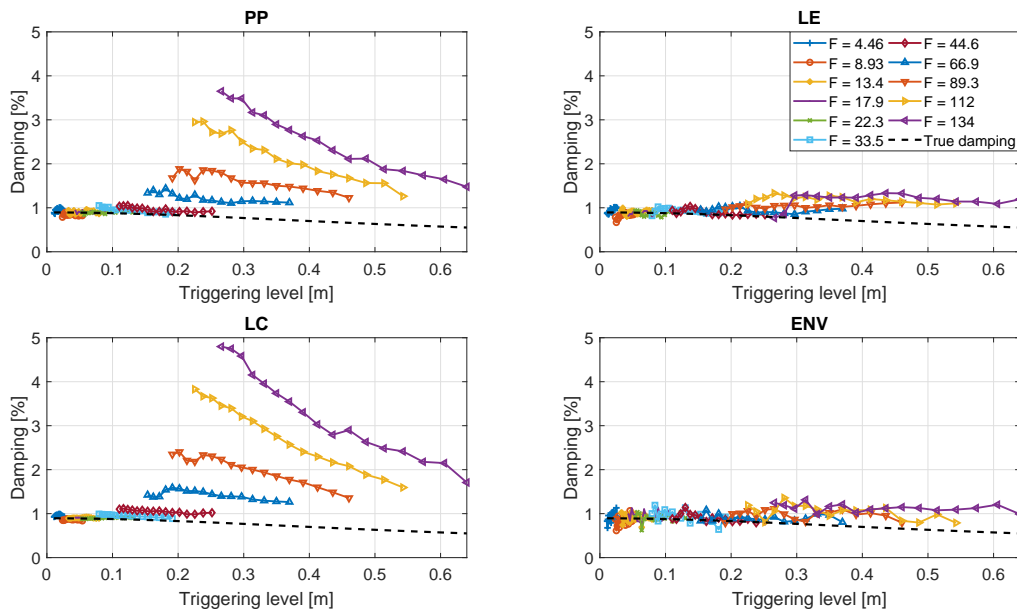 PP
5
4
3
2
1
0
Damping [%]
0 0.1 0.2 0.3 0.4 0.5 0.6
Triggering level [m]
LE
5
4
3
2
1
0
Damping [%]
F = 4.46 F = 44.6
F = 8.93 F = 66.9
F = 13.4 F = 89.3
F = 17.9 F = 112
F = 22.3 F = 134
F = 33.5 True damping
0 0.1 0.2 0.3 0.4 0.5 0.6
Triggering level [m]
LC
5
4
3
2
1
0
Damping [%]
0 0.1 0.2 0.3 0.4 0.5 0.6
Triggering level [m]
ENV
5
4
3
2
1
0
Damping [%]
0 0.1 0.2 0.3 0.4 0.5 0.6
Triggering level [m]